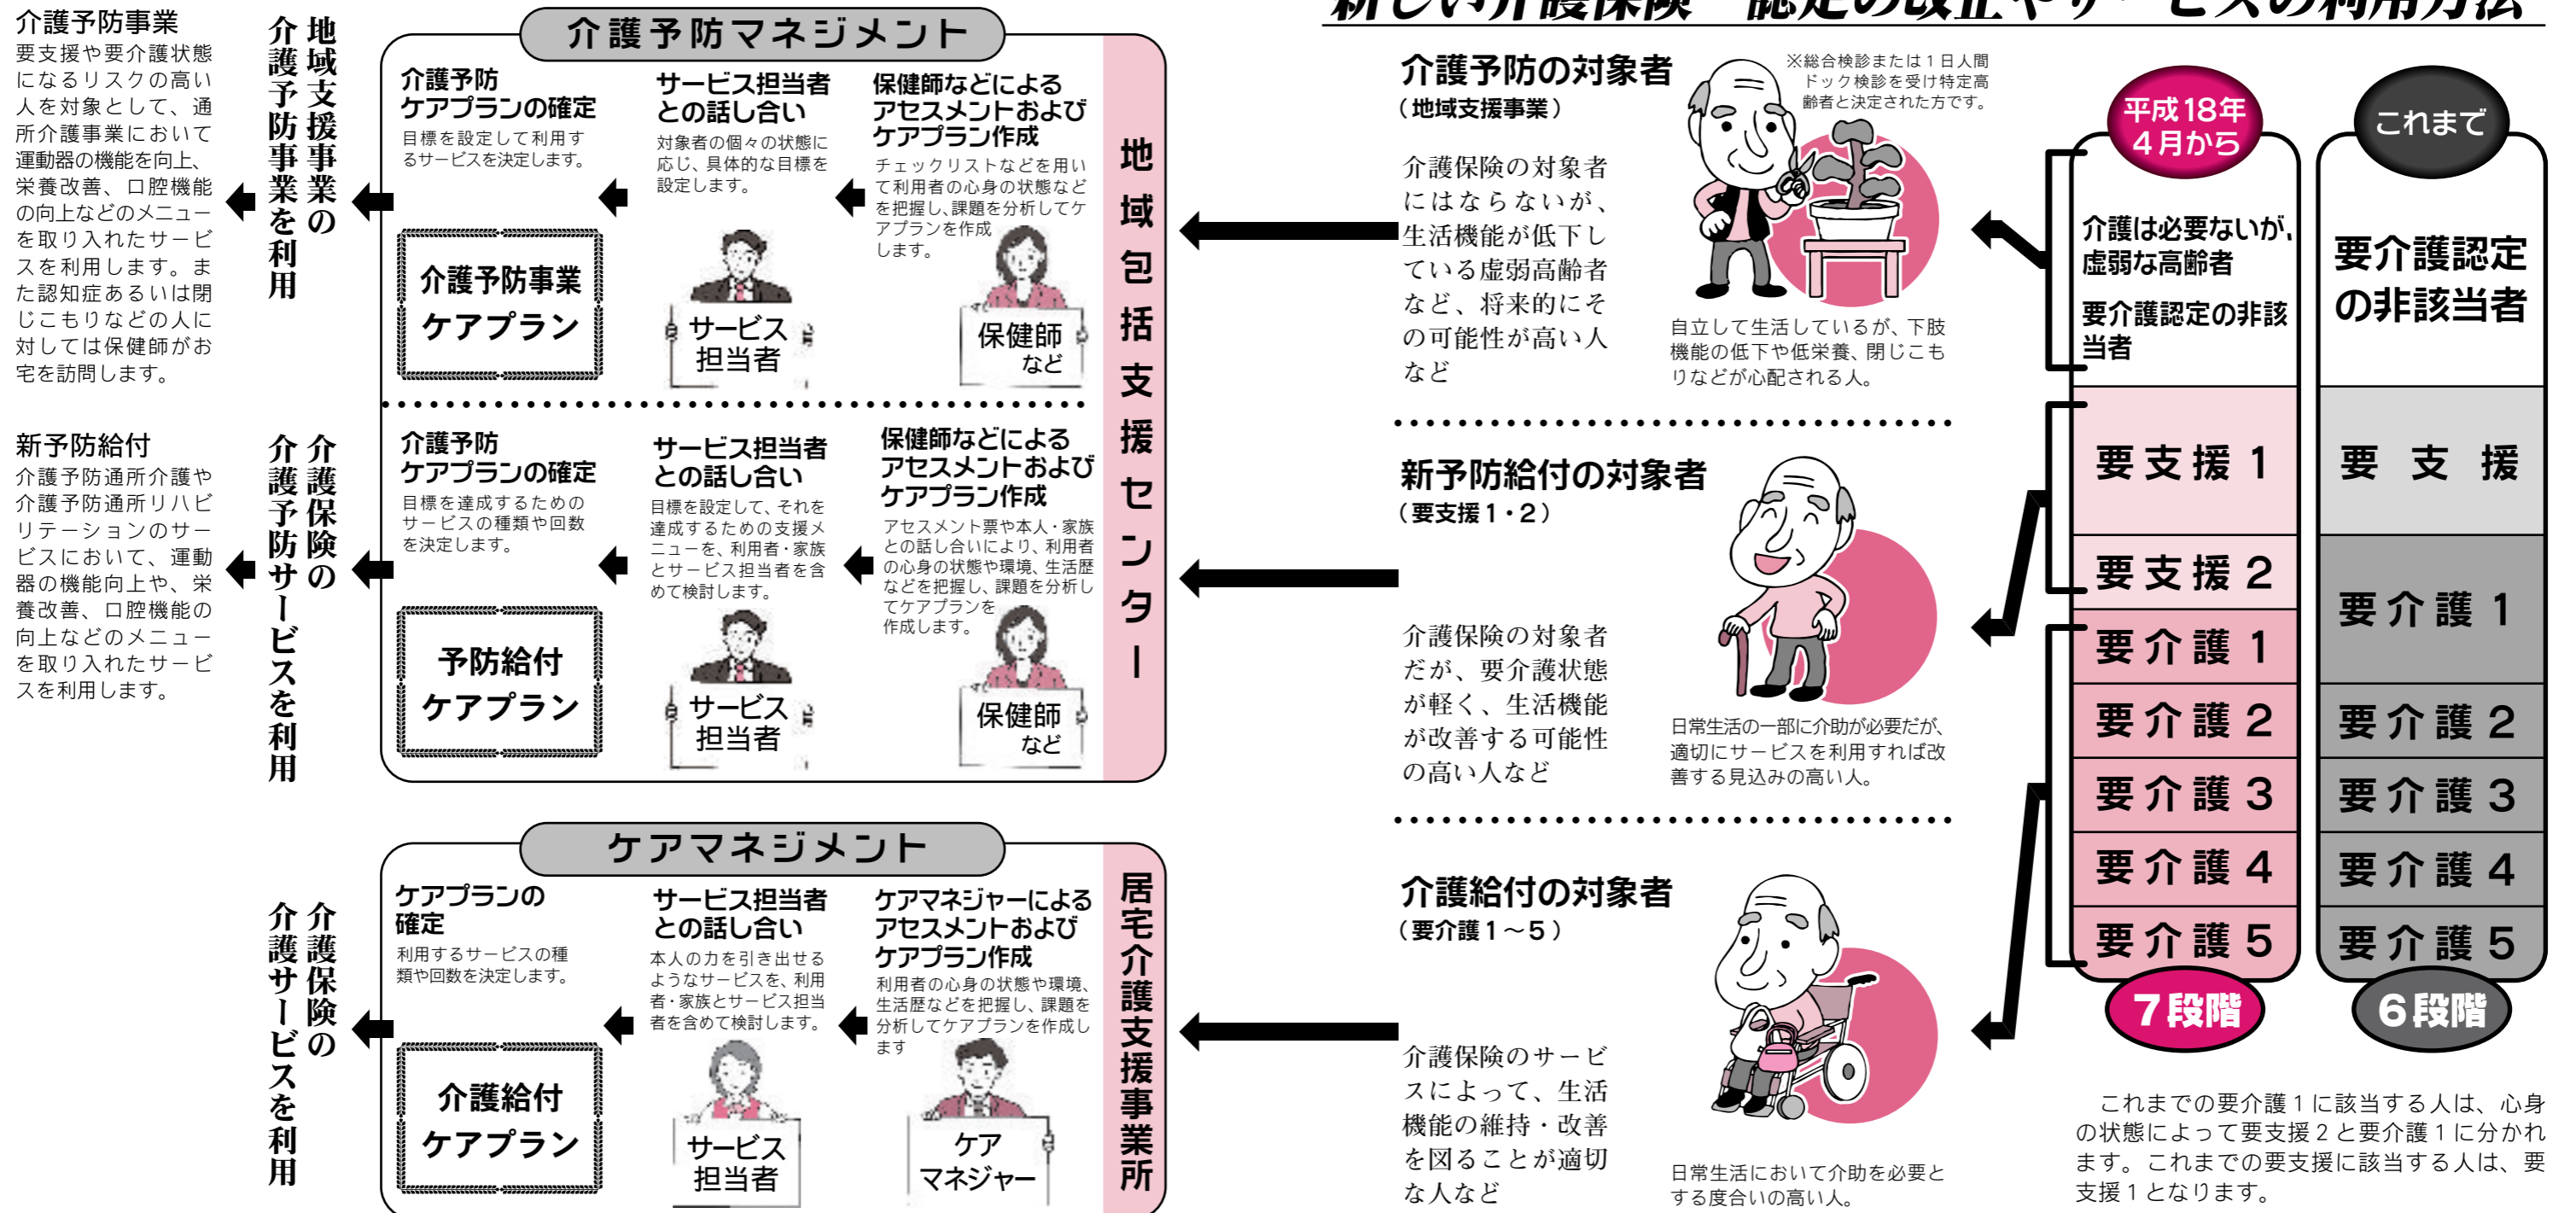 新しい介護保険 認定の改正やサービスの利用方法
これまで
要介護認定
の非該当者
要支援
要介護1
要介護2
要介護3
要介護4
要介護5
6段階
平成18年
4月から
介護は必要ないが、
虚弱な高齢者
要介護認定の非該
当者
要支援1
要支援2
要介護1
要介護2
要介護3
要介護4
要介護5
7段階
これまでの要介護1に該当する人は、心身
の状態によって要支援2と要介護1に分かれ
ます。これまでの要支援に該当する人は、要
支援1となります。
介護予防の対象者
(地域支援事業)
※総合検診または1日人間
ドック検診を受け特定高
齢者と決定された方です。
介護保険の対象者
にはならないが、
生活機能が低下し
ている虚弱高齢者
など、将来的にそ
の可能性が高い人
など
自立して生活しているが、下肢
機能の低下や低栄養、閉じこも
りなどが心配される人。
新予防給付の対象者
(要支援1・2)
介護保険の対象者
だが、要介護状態
が軽く、生活機能
が改善する可能性
の高い人など
日常生活の一部に介助が必要だが、
適切にサービスを利用すれば改
善する見込みの高い人。
介護給付の対象者
(要介護1～5)
介護保険のサービ
スによって、生活
機能の維持・改善
を図ることが適切
な人など
日常生活において介助を必要と
する度合いの高い人。
介護予防マネジメント
地域包括支援センター
保健師などによる
アセスメントおよび
ケアプラン作成
チェックリストなどを用い
て利用者の心身の状態など
を把握し、課題を分析してケ
アプランを作成
します。
保健師
など
サービス担当者
との話し合い
対象者の個々の状態に
応じ、具体的な目標を
設定します。
サービス
担当者
介護予防
ケアプランの確定
目標を設定して利用す
るサービスを決定します。
介護予防事業
ケアプラン
地域支援事業の
介護予防事業を利用
介護予防事業
要支援や要介護状態
になるリスクの高い
人を対象として、通
所介護事業において
運動器の機能を向上、
栄養改善、口腔機能
の向上などのメニュー
を取り入れたサービ
スを利用します。ま
た認知症あるいは閉
じこもりなどの人に
対しては保健師がお
宅を訪問します。
保健師などによる
アセスメントおよび
ケアプラン作成
アセスメント票や本人・家族
との話し合いにより、利用者
の心身の状態や環境、生活歴
などを把握し、課題を分析し
てケアプランを
作成します。
保健師
など
サービス担当者
との話し合い
目標を設定して、それを
達成するための支援メ
ニューを、利用者・家族
とサービス担当者を含
めて検討します。
サービス
担当者
介護予防
ケアプランの確定
目標を達成するための
サービスの種類や回数
を決定します。
予防給付
ケアプラン
介護保険の
介護予防サービスを利用
新予防給付
介護予防通所介護や
介護予防通所リハビ
リテーションのサー
ビスにおいて、運動
器の機能向上や、栄
養改善、口腔機能の
向上などのメニュー
を取り入れたサービ
スを利用します。
ケアマネジメント
居宅介護支援事業所
ケアマネジャーによる
アセスメントおよび
ケアプラン作成
利用者の心身の状態や環境、
生活歴などを把握し、課題を
分析してケアプランを作成し
ます
ケア
マネジャー
サービス担当者
との話し合い
本人の力を引き出せる
ようなサービスを、利用
者・家族とサービス担当
者を含めて検討します。
サービス
担当者
ケアプランの
確定
利用するサービスの種
類や回数を決定します。
介護給付
ケアプラン
介護保険の
介護サービスを利用